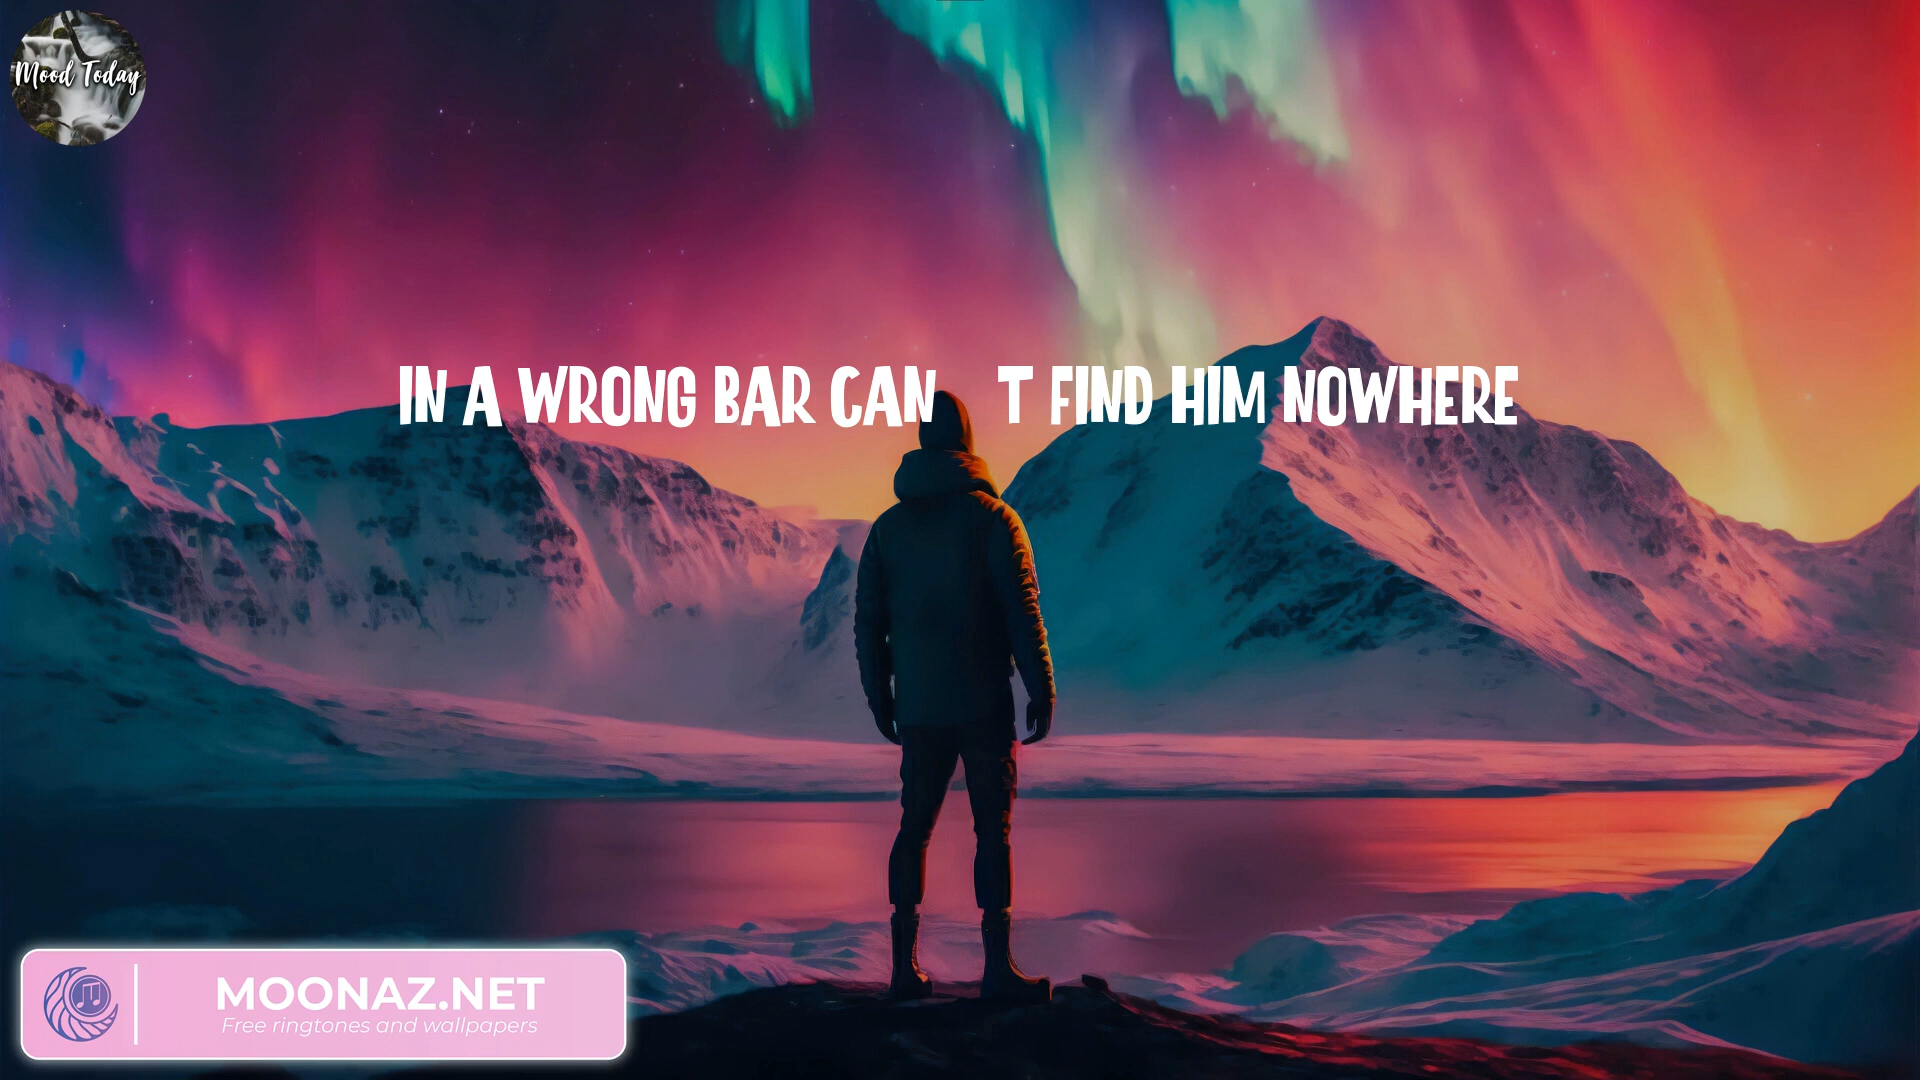 Mood Today
IN A WRONG BAR CAN T FIND HIM NOWHERE
MOONAZ.NET
Free ringtones and wallpapers